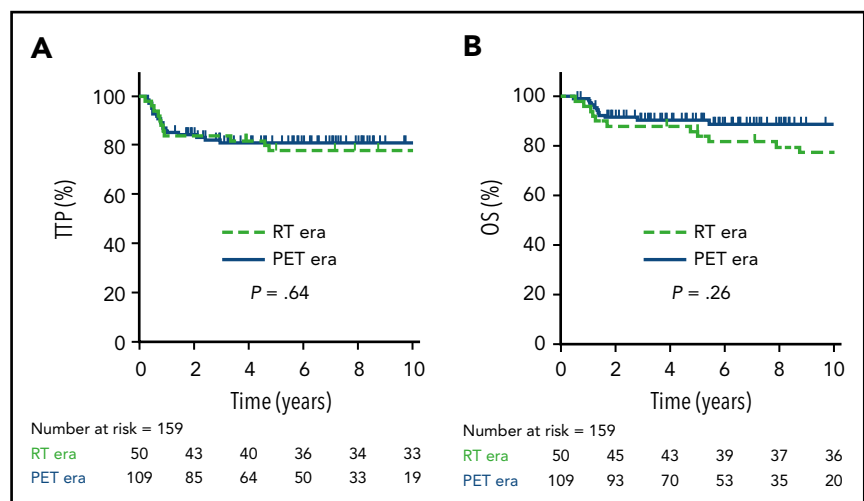 A
TTP (%)
100
80
60
40
20
0
RT era
PET era
P = .64
0 2 4 6 8 10
Time (years)
Number at risk = 159
RT era 50 43 40 36 34 33
PET era 109 85 64 50 33 19
B
OS (%)
100
80
60
40
20
0
RT era
PET era
P = .26
0 2 4 6 8 10
Time (years)
Number at risk = 159
RT era 50 45 43 39 37 36
PET era 109 93 70 53 35 20